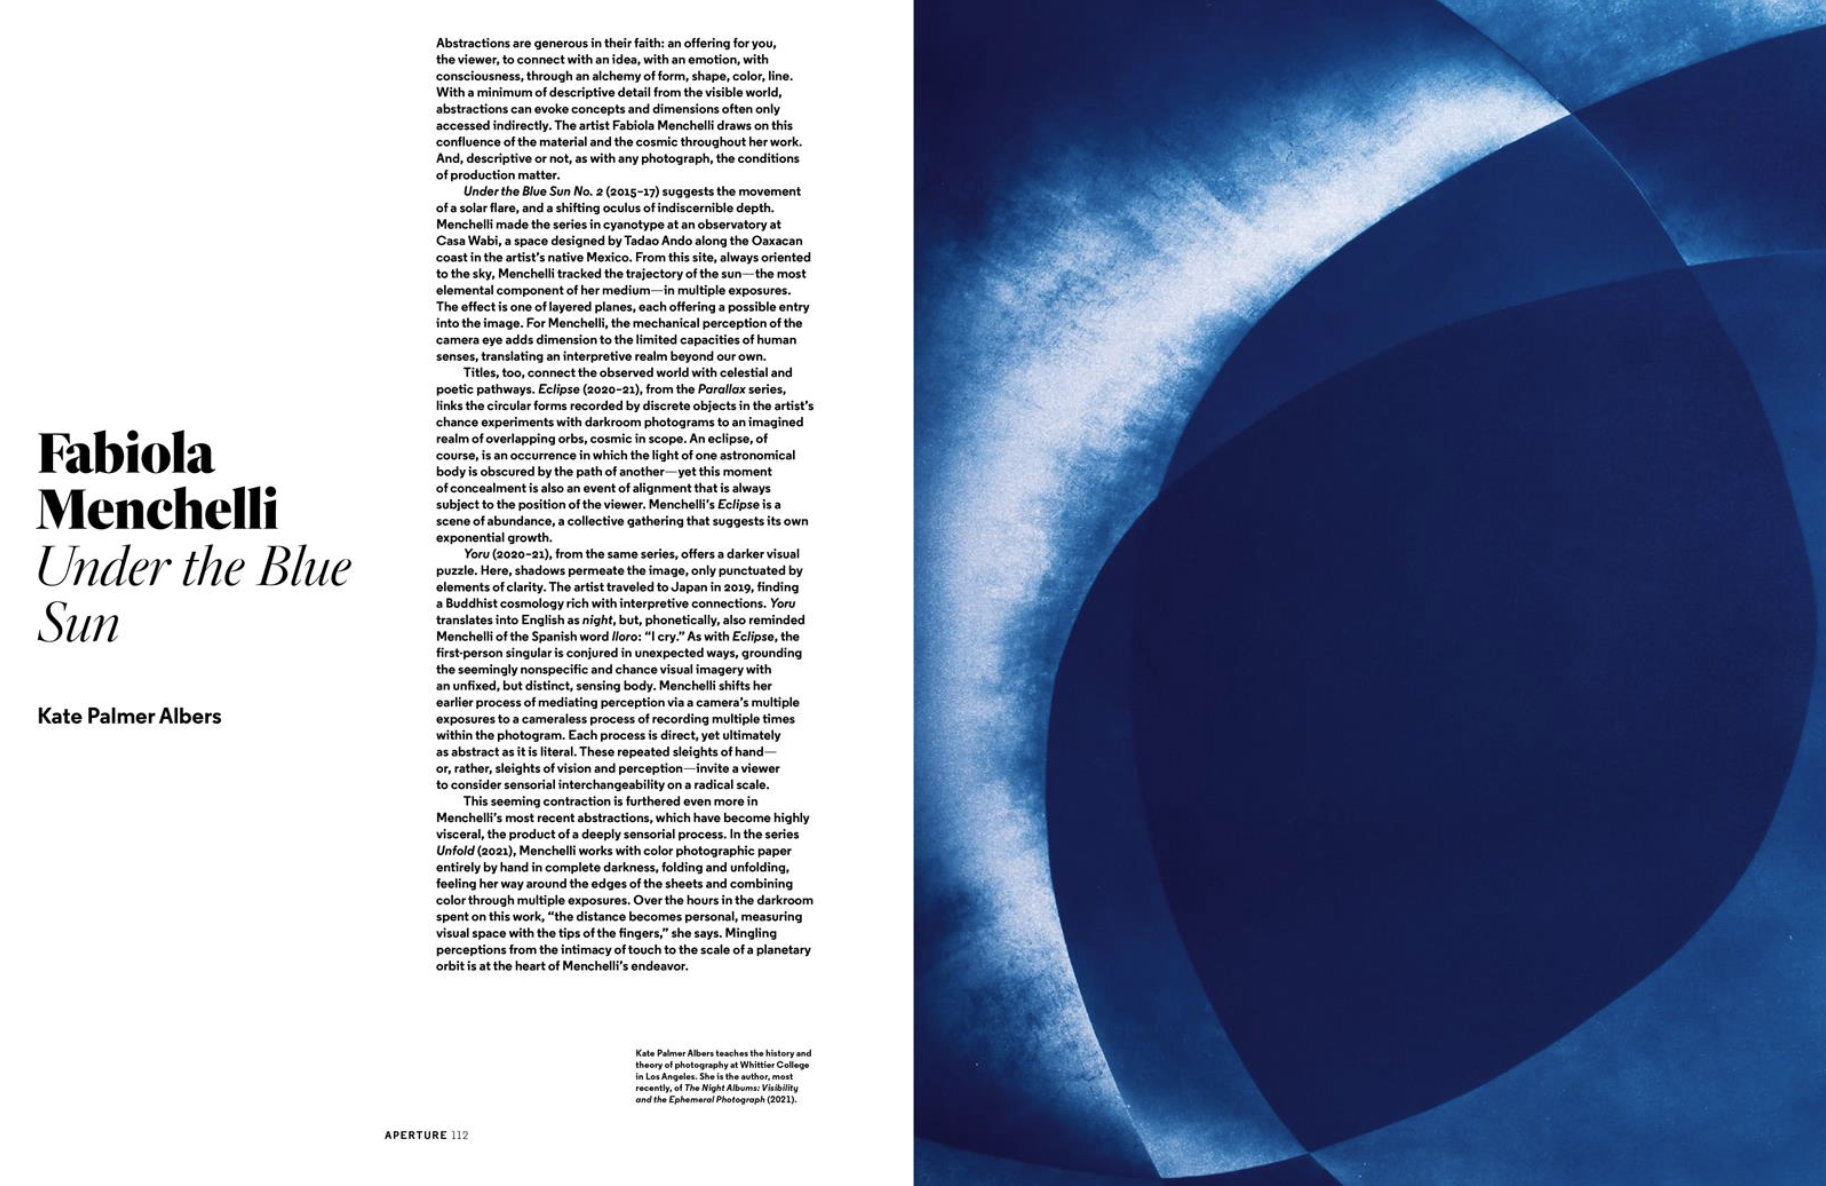 Fabiola
Menchelli
Under the Blue
Sun
Kate Palmer Albers
Abstractions are generous in their faith: an offering for you,
the viewer, to connect with an idea, with an emotion, with
consciousness, through an alchemy of form, shape, color, line.
With a minimum of descriptive detail from the visible world,
abstractions can evoke concepts and dimensions often only
accessed indirectly. The artist Fabiola Menchelli draws on this
confluence of the material and the cosmic throughout her work.
And, descriptive or not, as with any photograph, the conditions
of production matter.
Under the Blue Sun No. 2 (2015–17) suggests the movement
of a solar flare, and a shifting oculus of indiscernible depth.
Menchelli made the series in cyanotype at an observatory at
Casa Wabi, a space designed by Tadao Ando along the Oaxacan
coast in the artist’s native Mexico. From this site, always oriented
to the sky, Menchelli tracked the trajectory of the sun—the most
elemental component of her medium—in multiple exposures.
The effect is one of layered planes, each offering a possible entry
into the image. For Menchelli, the mechanical perception of the
camera eye adds dimension to the limited capacities of human
senses, translating an interpretive realm beyond our own.
Titles, too, connect the observed world with celestial and
poetic pathways. Eclipse (2020–21), from the Parallax series,
links the circular forms recorded by discrete objects in the artist’s
chance experiments with darkroom photograms to an imagined
realm of overlapping orbs, cosmic in scope. An eclipse, of
course, is an occurrence in which the light of one astronomical
body is obscured by the path of another—yet this moment
of concealment is also an event of alignment that is always
subject to the position of the viewer. Menchelli’s Eclipse is a
scene of abundance, a collective gathering that suggests its own
exponential growth.
Yoru (2020–21), from the same series, offers a darker visual
puzzle. Here, shadows permeate the image, only punctuated by
elements of clarity. The artist traveled to Japan in 2019, finding
a Buddhist cosmology rich with interpretive connections. Yoru
translates into English as night, but, phonetically, also reminded
Menchelli of the Spanish word lloro: “I cry.” As with Eclipse, the
first-person singular is conjured in unexpected ways, grounding
the seemingly nonspecific and chance visual imagery with
an unfixed, but distinct, sensing body. Menchelli shifts her
earlier process of mediating perception via a camera’s multiple
exposures to a cameraless process of recording multiple times
within the photogram. Each process is direct, yet ultimately
as abstract as it is literal. These repeated sleights of hand—
or, rather, sleights of vision and perception—invite a viewer
to consider sensorial interchangeability on a radical scale.
This seeming contraction is furthered even more in
Menchelli’s most recent abstractions, which have become highly
visceral, the product of a deeply sensorial process. In the series
Unfold (2021), Menchelli works with color photographic paper
entirely by hand in complete darkness, folding and unfolding,
feeling her way around the edges of the sheets and combining
color through multiple exposures. Over the hours in the darkroom
spent on this work, “the distance becomes personal, measuring
visual space with the tips of the fingers,” she says. Mingling
perceptions from the intimacy of touch to the scale of a planetary
orbit is at the heart of Menchelli’s endeavor.
Kate Palmer Albers teaches the history and
theory of photography at Whittier College
in Los Angeles. She is the author, most
recently, of The Night Albums: Visibility
and the Ephemeral Photograph (2021).
APERTURE 112